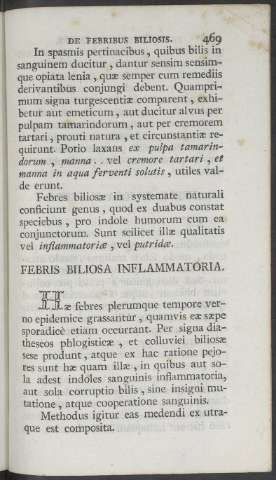 DE FEBRIBUS BILIOSIS. 469
In spasmis pertinacibus, quibus bilis in
sanguinem ducitur, dantur sensim sensim-
que opiata lenia, quæ semper cum remediis
derivantibus conjungi debent. Quampri-
mum signa turgescentiæ comparent, exhi-
betur aut emeticum, aut ducitur alvus per
pulpam tamarindorum, aut per cremorem
tartari, prouti natura, et circumstantiæ re-
quirunt. Potio laxans ex pulpa tamarin-
dorum, manna.. vel cremore tartari, et
manna in aqua ferventi solutis, utiles val-
de erunt.
Febres biliosæ in systemate naturali
conficiunt genus, quod ex duabus constat
speciebus, pro indole humorum cum ea
conjunctorum. Sunt scilicet illæ qualitatis
vel inflammatoriæ, vel putridæ.
FEBRIS BILIOSA INFLAMMATORIA.
Hæ febres plerumque tempore ver-
no epidemice grassantur, quamvis eæ sæpe
sporadice etiam occurrant. Per signa dia-
theseos phlogisticæ, et colluviei biliosæ
sese produnt, atque ex hac ratione pejo-
res sunt hæ quam illæ, in quibus aut so-
la adest indoles sanguinis inflammatoria,
aut sola corruptio bilis, sine insigni mu-
tatione, atque cooperatione sanguinis.
Methodus igitur eas medendi ex utra-
que est composita.